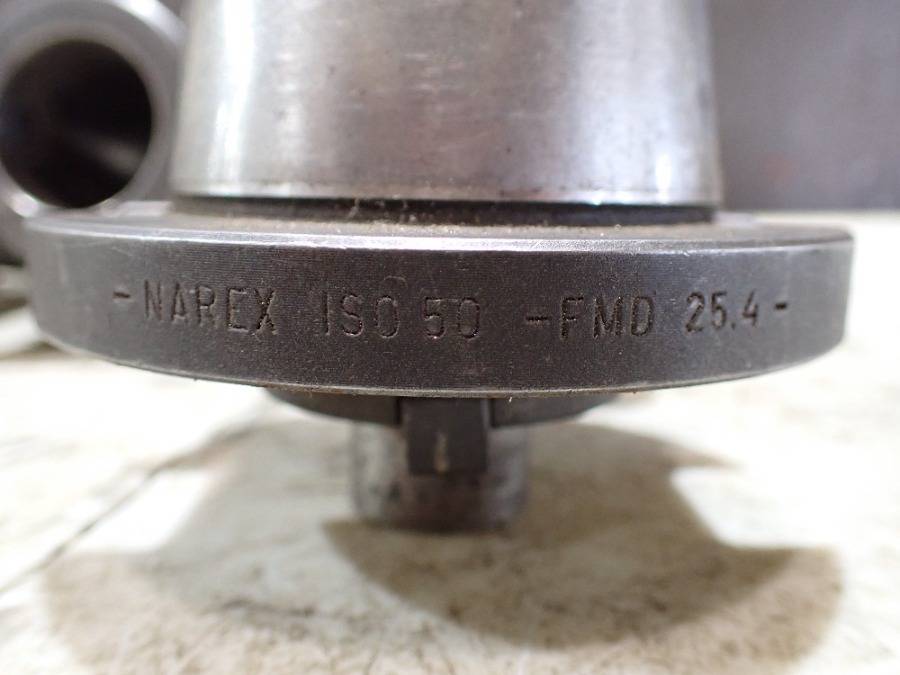 -NAREX ISO 50 -FMD 25.4-